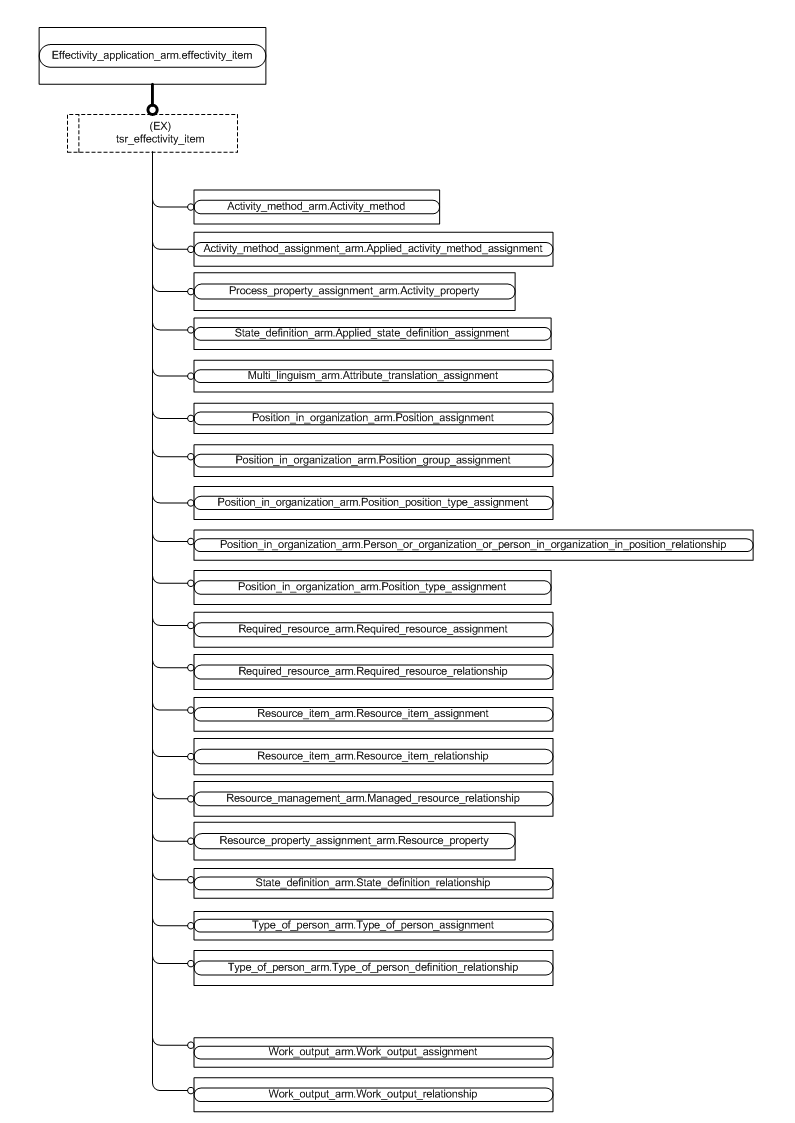 Effectivity_application_arm.effectivity_item
(EX)
tsr_effectivity_item
Activity_method_arm.Activity_method
Activity_method_assignment_arm.Applied_activity_method_assignment
Process_property_assignment_arm.Activity_property
State_definition_arm.Applied_state_definition_assignment
Multi_linguism_arm.Attribute_translation_assignment
Position_in_organization_arm.Position_assignment
Position_in_organization_arm.Position_group_assignment
Position_in_organization_arm.Position_position_type_assignment
Position_in_organization_arm.Person_or_organization_or_person_in_organization_in_position_relationship
Position_in_organization_arm.Position_type_assignment
Required_resource_arm.Required_resource_assignment
Required_resource_arm.Required_resource_relationship
Resource_item_arm.Resource_item_assignment
Resource_item_arm.Resource_item_relationship
Resource_management_arm.Managed_resource_relationship
Resource_property_assignment_arm.Resource_property
State_definition_arm.State_definition_relationship
Type_of_person_arm.Type_of_person_assignment
Type_of_person_arm.Type_of_person_definition_relationship
Work_output_arm.Work_output_assignment
Work_output_arm.Work_output_relationship